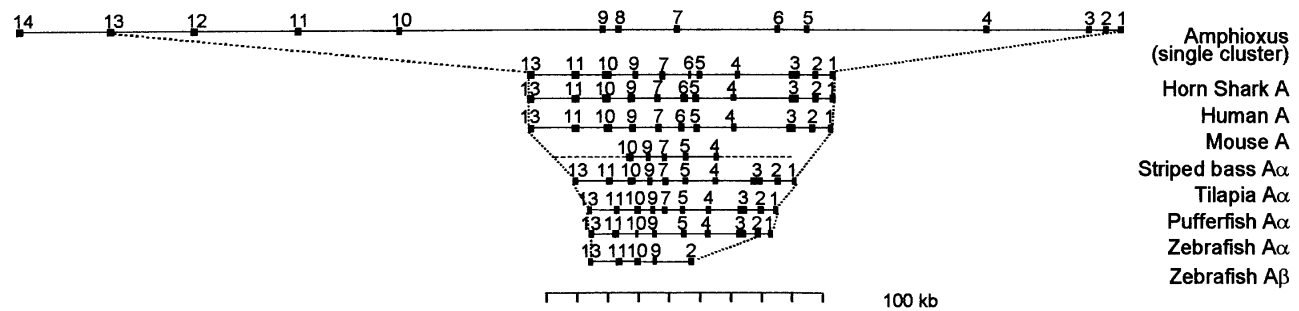 14 13 12 11 10 9 8 7 6 5 4 3 2 1
Amphioxus
(single cluster)
13 11 10 9 7 6 5 4 3 2 1
Horn Shark A
13 11 10 9 7 6 5 4 3 2 1
Human A
13 11 10 9 7 6 5 4 3 2 1
Mouse A
10 9 7 5 4
Striped bass Aα
13 11 10 9 7 5 4 3 2 1
Tilapia Aα
13 11 10 9 7 5 4 3 2 1
Pufferfish Aα
13 11 10 9 5 4 3 2 1
Zebrafish Aα
13 11 10 9 2
Zebrafish Aβ
100 kb